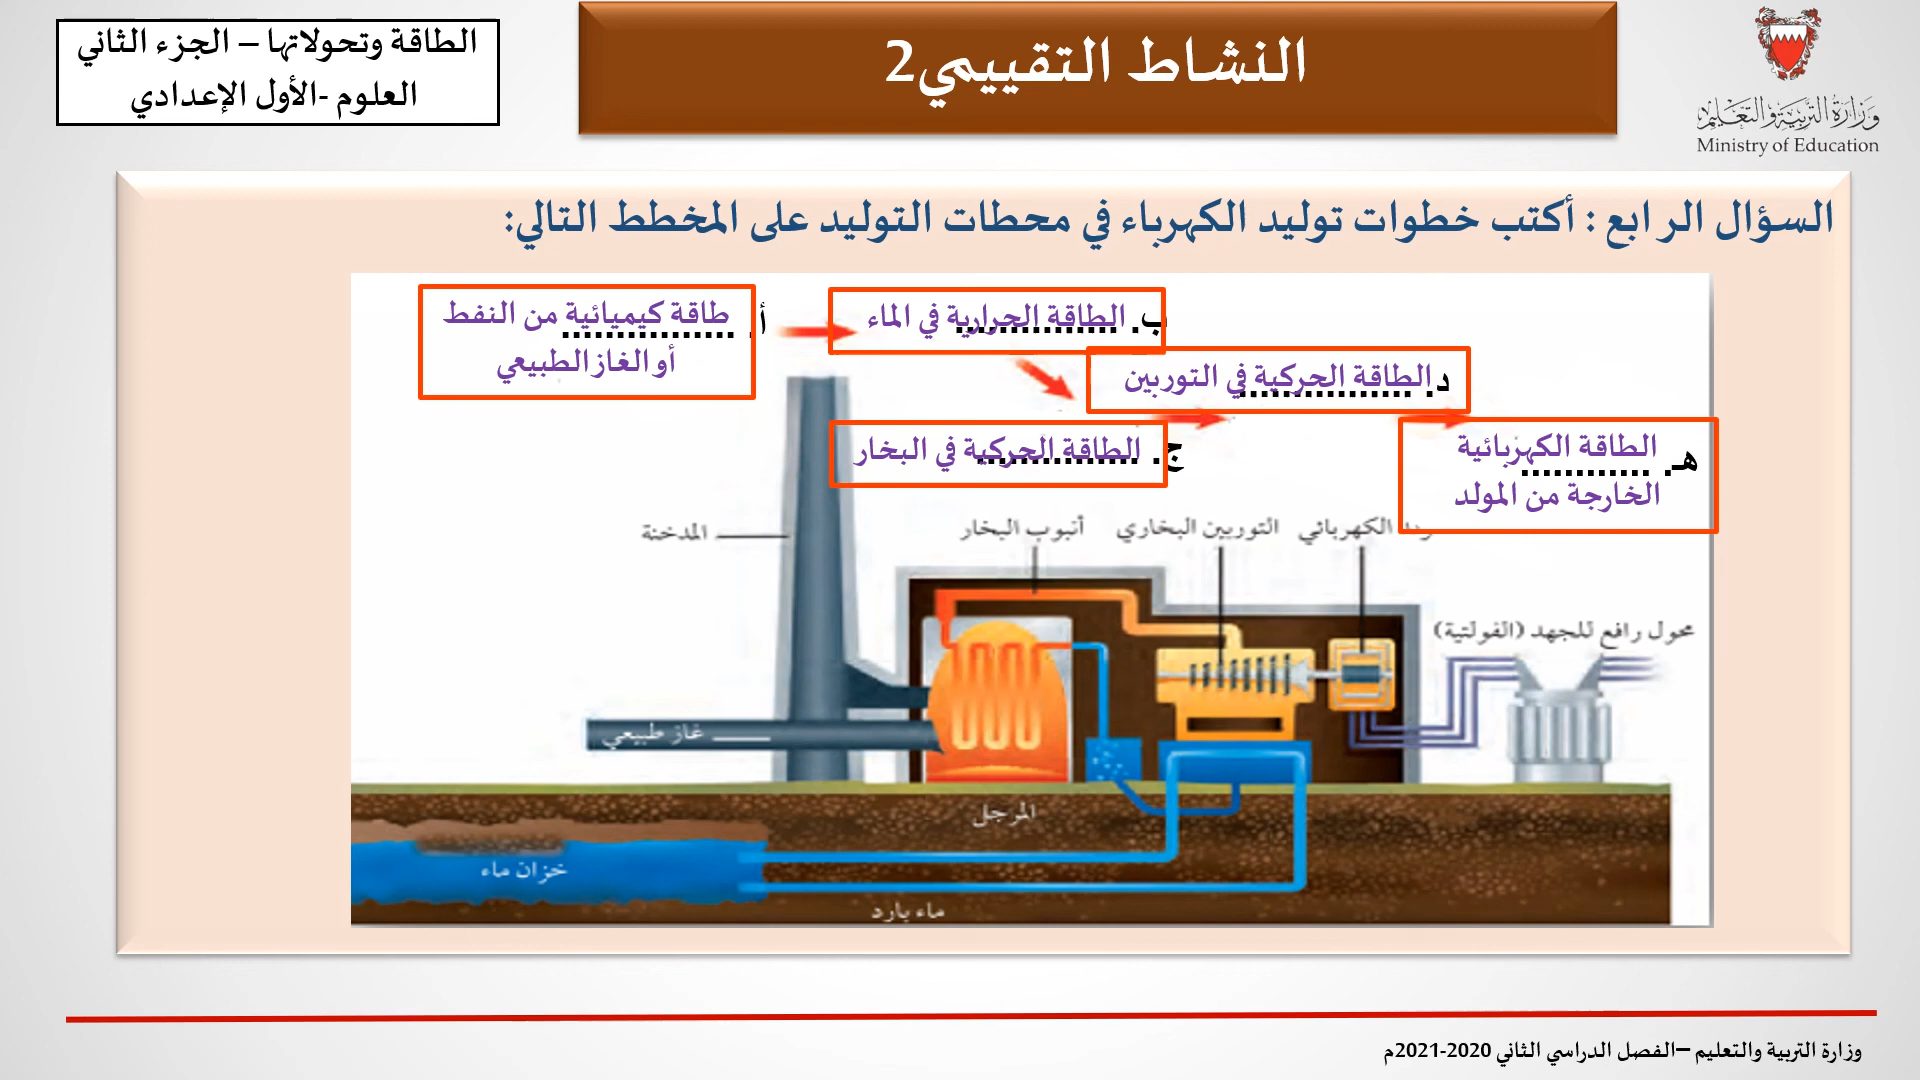 الطاقة وتحولاتها – الجزء الثاني
العلوم -الأول الإعدادي
النشاط التقييمي2
وزارة التربية والتعليم
Ministry of Education
السؤال الرابع : أكتب خطوات توليد الكهرباء في محطات التوليد على المخطط التالي:
أ. طاقة كيميائية من النفط
أو الغاز الطبيعي
ب. الطاقة الحرارية في الماء
د. الطاقة الحركية في التوربين
ج. الطاقة الحركية في البخار
هـ. الطاقة الكهربائية
الخارجة من المولد
المدخنة
أنبوب البخار
التوربين البخاري
الكهربائي
محول رافع للجهد (الفولتية)
غاز طبيعي
المرجل
خزان ماء
ماء بارد
وزارة التربية والتعليم –الفصل الدراسي الثاني 2020-2021م